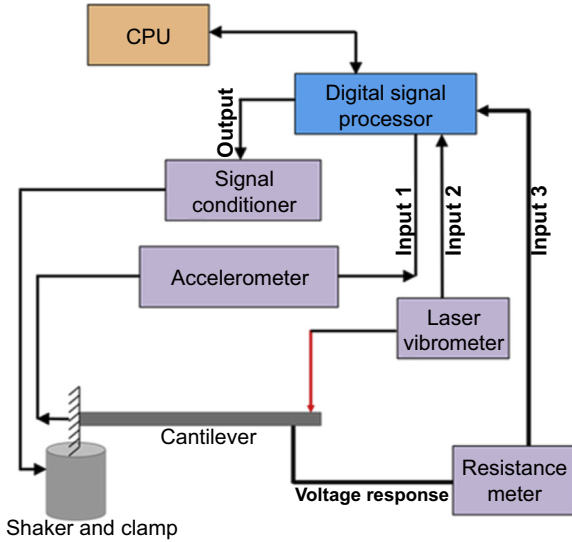 CPU
Digital signal
processor
Output
Signal
conditioner
Input 1
Input 2
Input 3
Accelerometer
Laser
vibrometer
Cantilever
Resistance
meter
Voltage response
Shaker and clamp